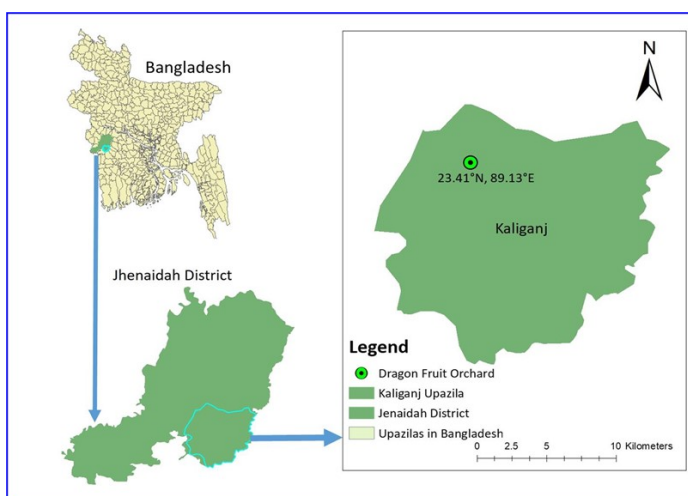 Bangladesh
Jhenaidah District
N
23.41°N, 89.13°E
Kaliganj
Legend
Dragon Fruit Orchard
Kaliganj Upazila
Jenaidah District
Upazilas in Bangladesh
0 2.5 5 10 Kilometers